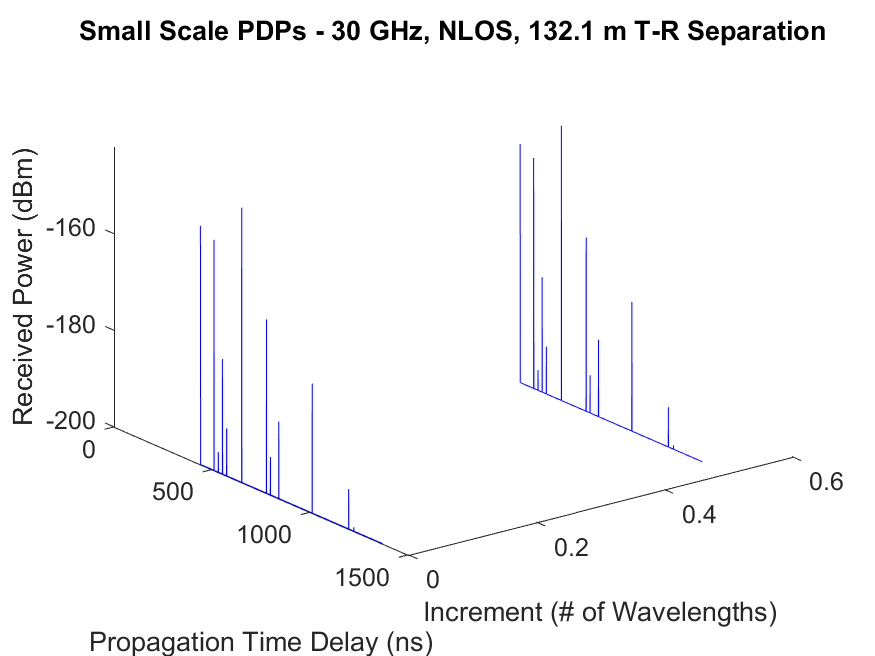 Small Scale PDPs - 30 GHz, NLOS, 132.1 m T-R Separation
Received Power (dBm)
-160
-180
-200
0
500
1000
1500
0
0.2
0.4
0.6
Increment (# of Wavelengths)
Propagation Time Delay (ns)